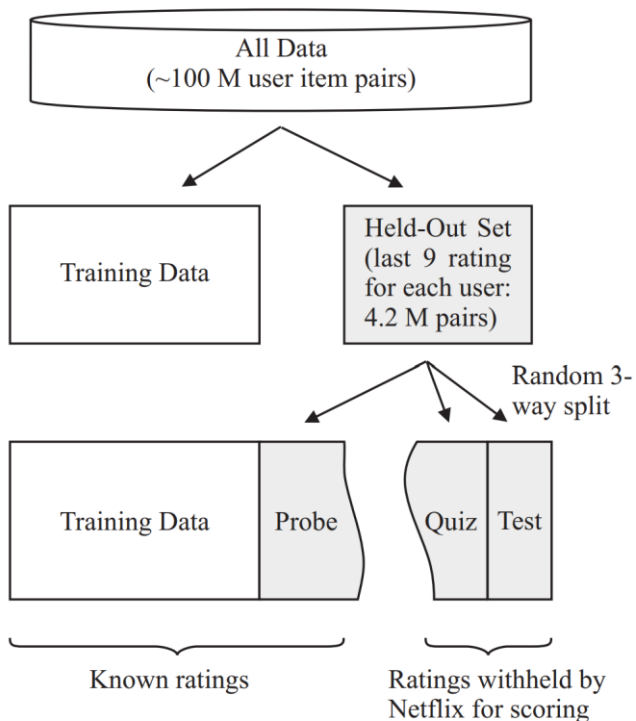 All Data
(~100 M user item pairs)
Training Data
Held-Out Set
(last 9 rating
for each user:
4.2 M pairs)
Random 3-
way split
Training Data
Probe
Quiz
Test
Known ratings
Ratings withheld by
Netflix for scoring